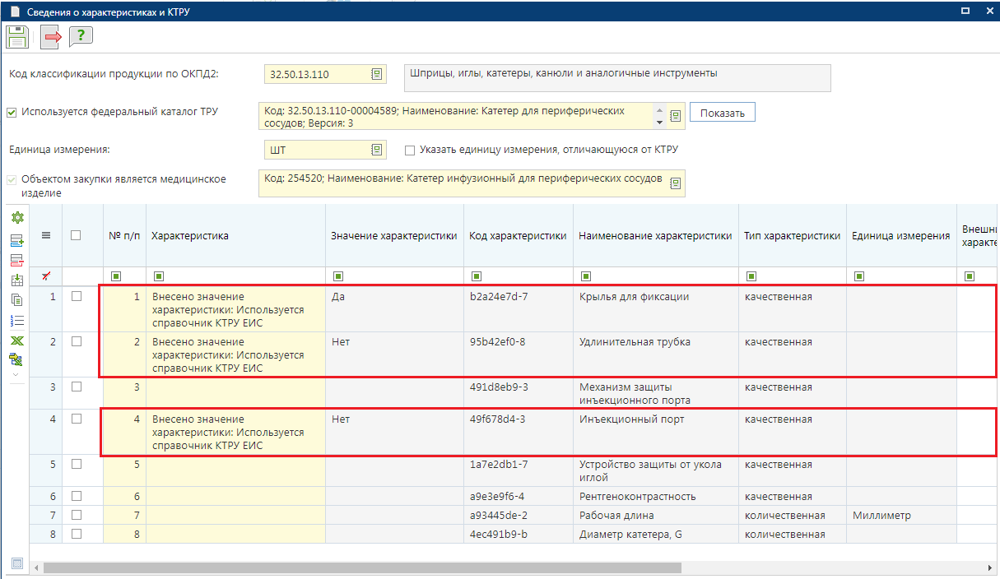 Сведения о характеристиках и КТРУ
?
Код классификации продукции по ОКПД2:
32.50.13.110
Шприцы, иглы, катетеры, канюли и аналогичные инструменты
Используется федеральный каталог ТРУ
Код: 32.50.13.110-00004589; Наименование: Катетер для периферических
сосудов; Версия: 3
Показать
Единица измерения:
ШТ
Указать единицу измерения, отличающуюся от КТРУ
Объектом закупки является медицинское
изделие
Код: 254520; Наименование: Катетер инфузионный для периферических сосудов
№ п/п Характеристика Значение характеристики Код характеристики Наименование характеристики Тип характеристики Единица измерения Внешн
характе
1 1 Внесено значение Да b2a24e7d-7 Крылья для фиксации качественная
характеристики: Используется
справочник КТРУ ЕИС
2 2 Внесено значение Нет 95b42ef0-8 Удлинительная трубка качественная
характеристики: Используется
справочник КТРУ ЕИС
3 3 491d8eb9-3 Механизм защиты качественная
инъекционного порта
4 4 Внесено значение Нет 49f678d4-3 Инъекционный порт качественная
характеристики: Используется
справочник КТРУ ЕИС
5 5 1a7e2db1-7 Устройство защиты от укола качественная
иглой
6 6 a9e3e9f6-4 Рентгеноконтрастность качественная
7 7 a93445de-2 Рабочая длина количественная Миллиметр
8 8 4ec491b9-b Диаметр катетера, G количественная